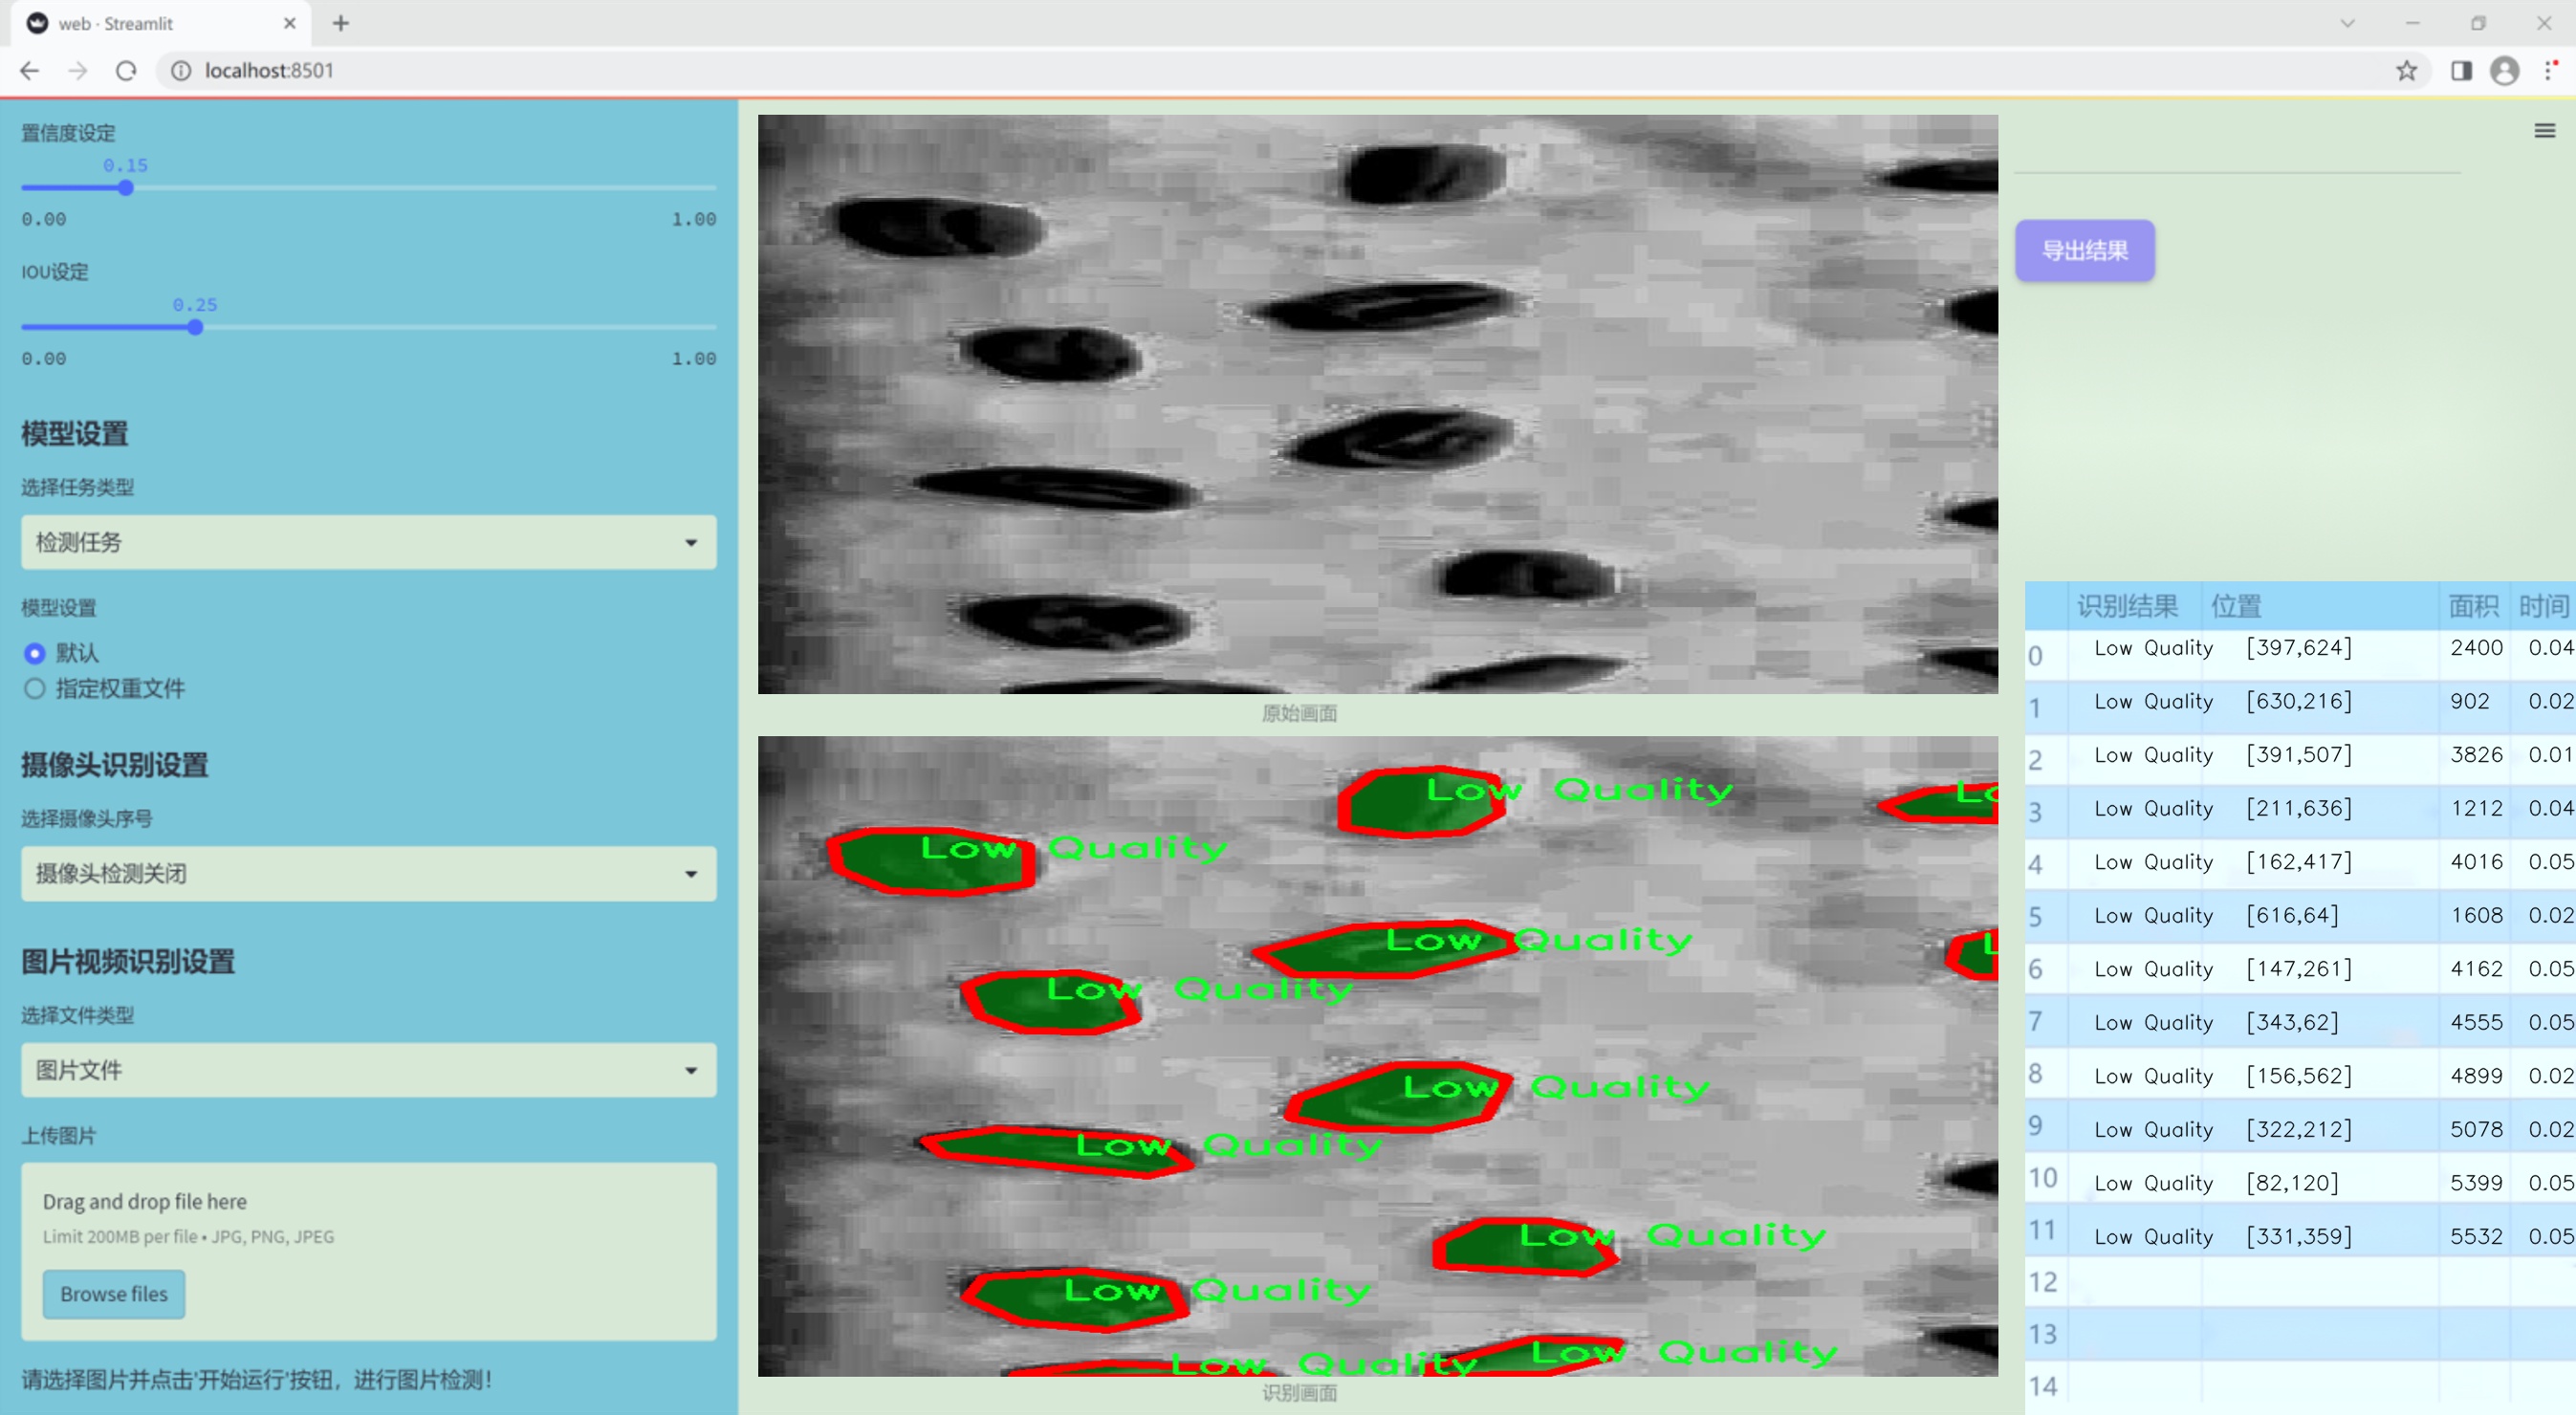 web · Streamlit
localhost:8501
置信度设定
0.15
0.00 1.00
IOU设定
0.25
0.00 1.00
模型设置
选择任务类型
检测任务
模型设置
默认
指定权重文件
摄像头识别设置
选择摄像头序号
摄像头检测关闭
图片视频识别设置
选择文件类型
图片文件
上传图片
Drag and drop file here
Limit 200MB per file • JPG, PNG, JPEG
Browse files
请选择图片并点击'开始运行'按钮，进行图片检测！
原始画面
Low Quality
Lo
Low Quality
Low Quality
L
Low Quality
Low Quality
Low Quality
Low Quality
Low Quality
Low Quality
Low Quality
识别画面
导出结果
识别结果 位置 面积 时间
0 Low Quality [397,624] 2400 0.04
1 Low Quality [630,216] 902 0.02
2 Low Quality [391,507] 3826 0.01
3 Low Quality [211,636] 1212 0.04
4 Low Quality [162,417] 4016 0.05
5 Low Quality [616,64] 1608 0.02
6 Low Quality [147,261] 4162 0.05
7 Low Quality [343,62] 4555 0.05
8 Low Quality [156,562] 4899 0.02
9 Low Quality [322,212] 5078 0.02
10 Low Quality [82,120] 5399 0.05
11 Low Quality [331,359] 5532 0.05
12
13
14